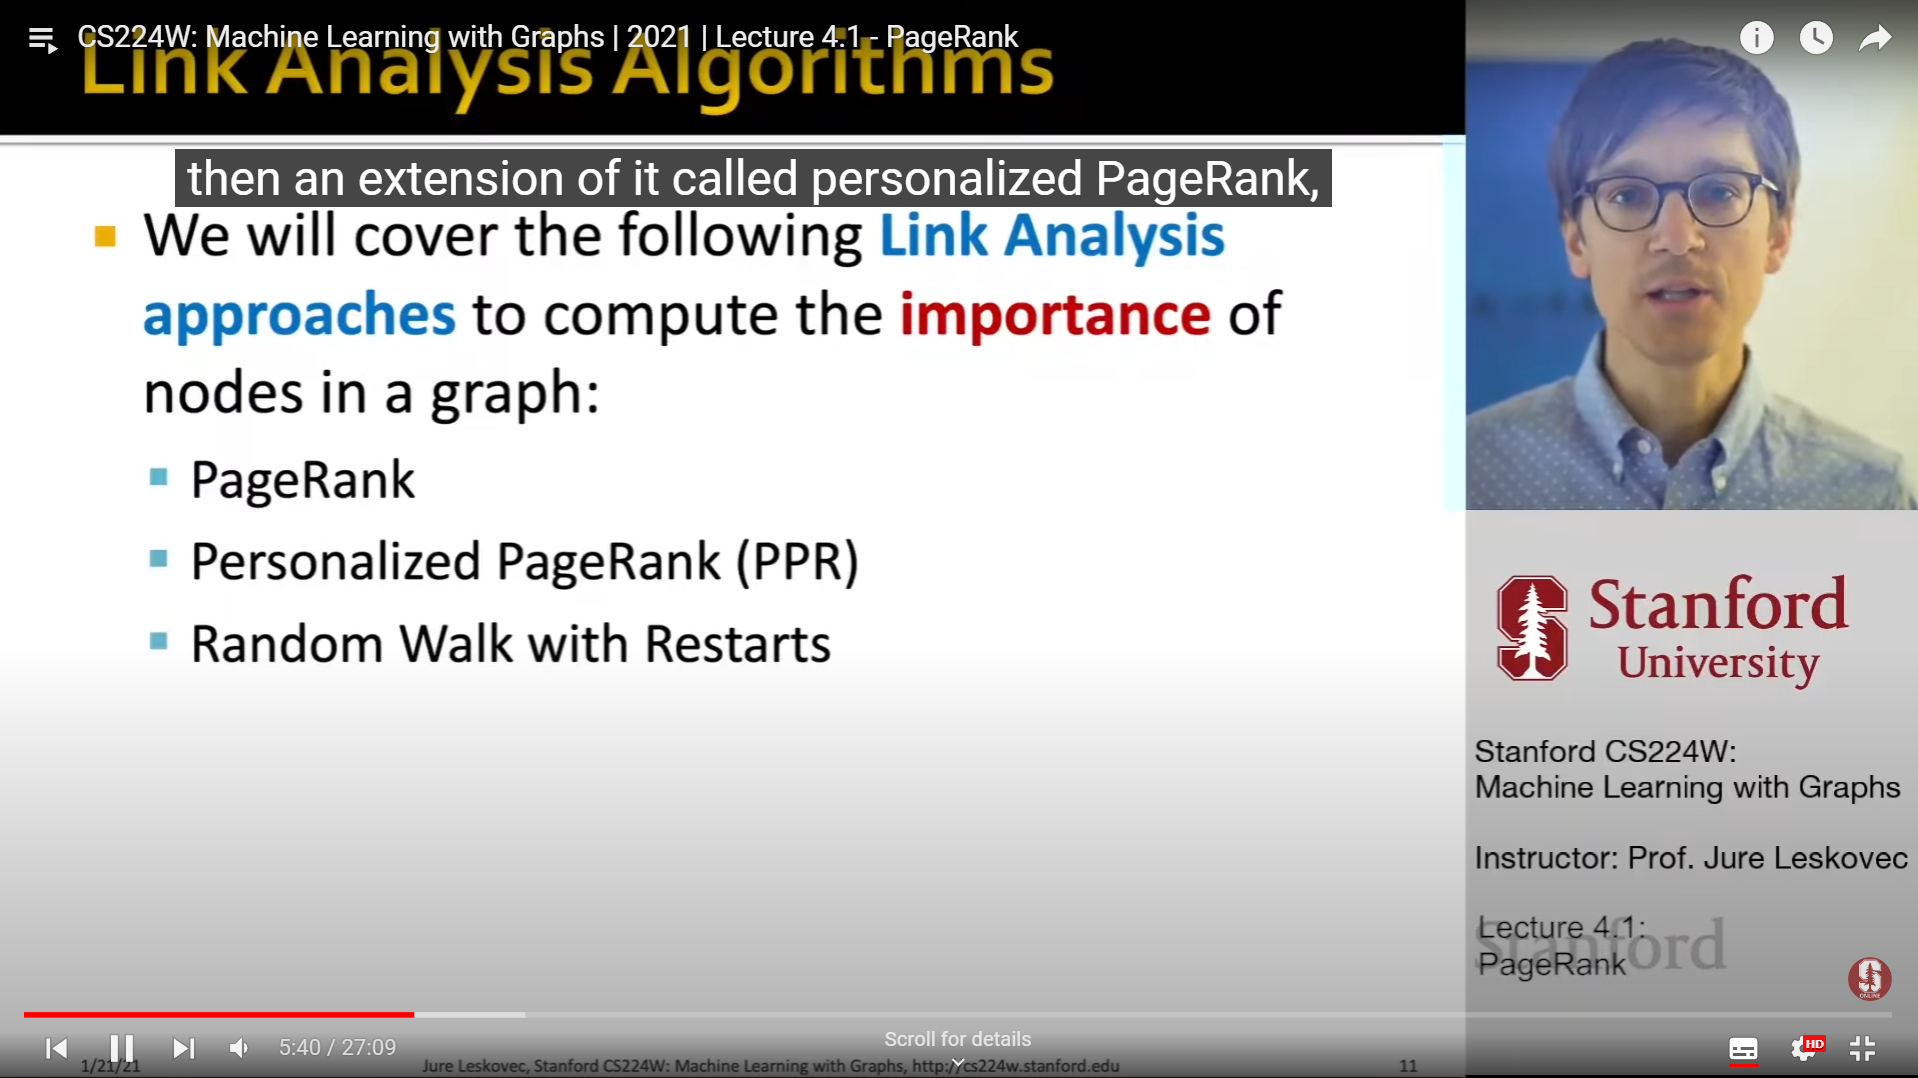 CS224W: Machine Learning with Graphs | 2021 | Lecture 4.1 - PageRank
Link Analysis Algorithms
then an extension of it called personalized PageRank,
We will cover the following Link Analysis
approaches to compute the importance of
nodes in a graph:
PageRank
Personalized PageRank (PPR)
Random Walk with Restarts
Stanford
University
Stanford CS224W:
Machine Learning with Graphs
Instructor: Prof. Jure Leskovec
Lecture 4.1:
PageRank
Stanford
S
ONLINE
Scroll for details
5:40 / 27:09
HD
1/21/21
Jure Leskovec, Stanford CS224W: Machine Learning with Graphs, http://cs224w.stanford.edu
11